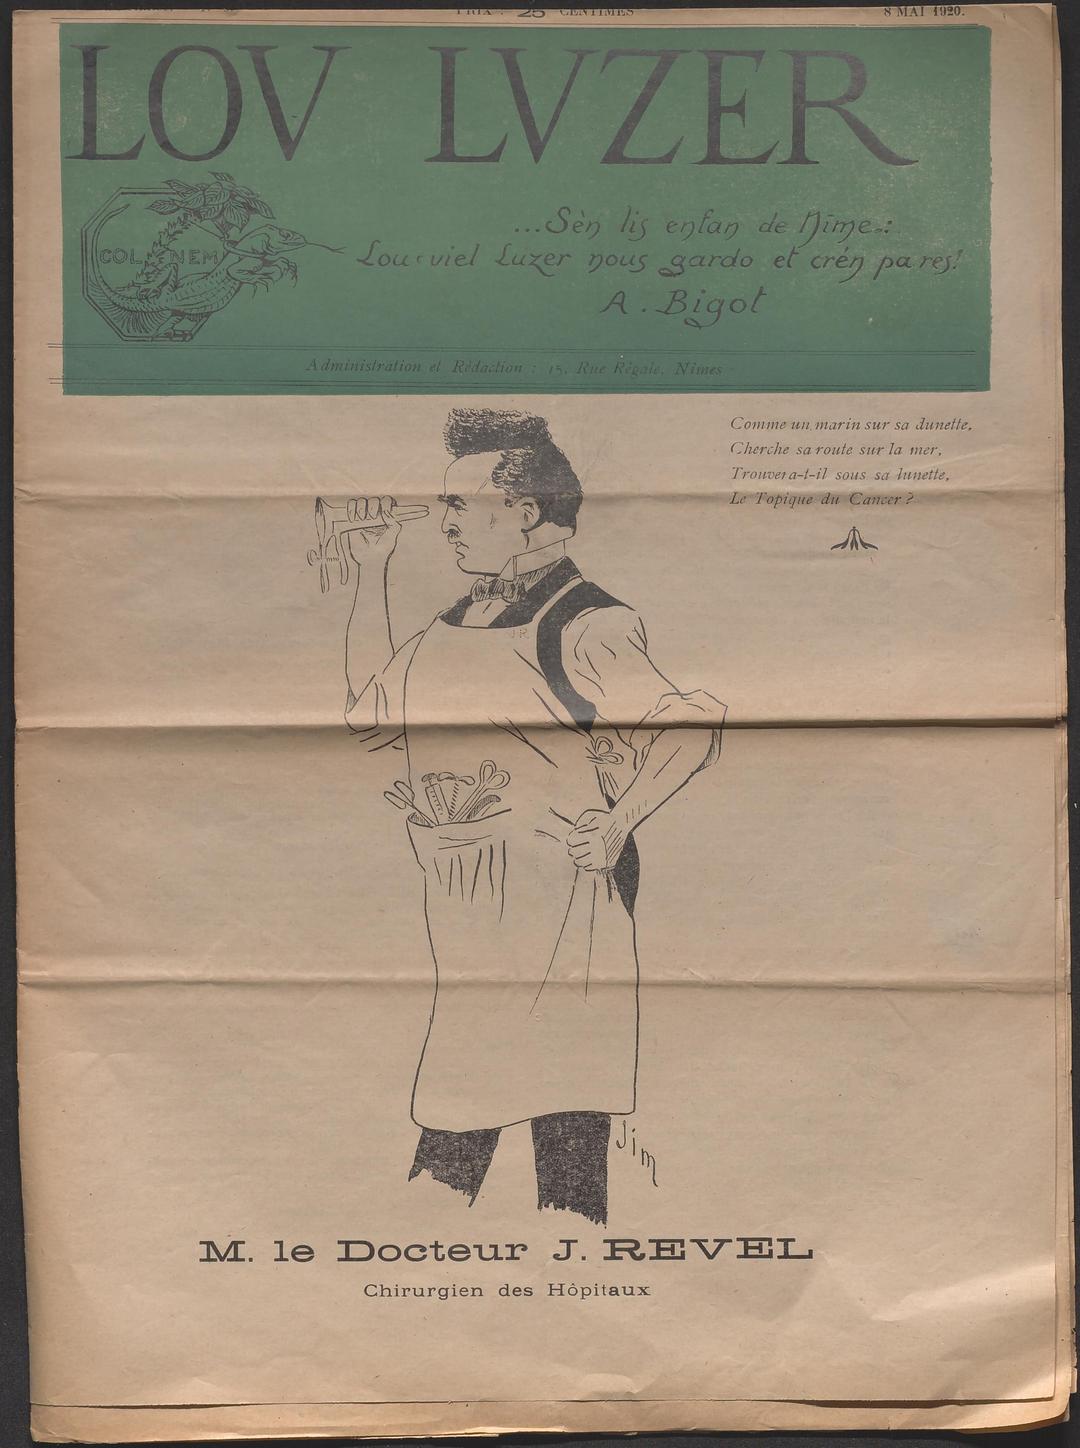 PRIX : 25 CENTIMES
8 MAI 1920.
LOV LVZER
COL NEM
...Sèn lis enfan de Nîme.:
Lou viel Luzer nous gardo et crén pa res!
A. Bigot
Administration et Rédaction : 15, Rue Régale, Nîmes
Comme un marin sur sa dunette,
Cherche sa route sur la mer,
Trouvera-t-il sous sa lunette,
Le Topique du Cancer ?
J R
Jim
M. le Docteur J. REVEL
Chirurgien des Hôpitaux